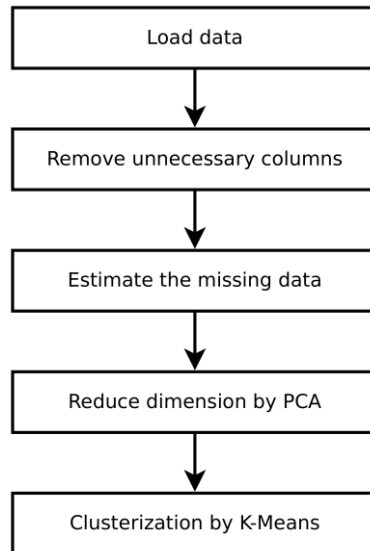 Load data
Remove unnecessary columns
Estimate the missing data
Reduce dimension by PCA
Clusterization by K-Means